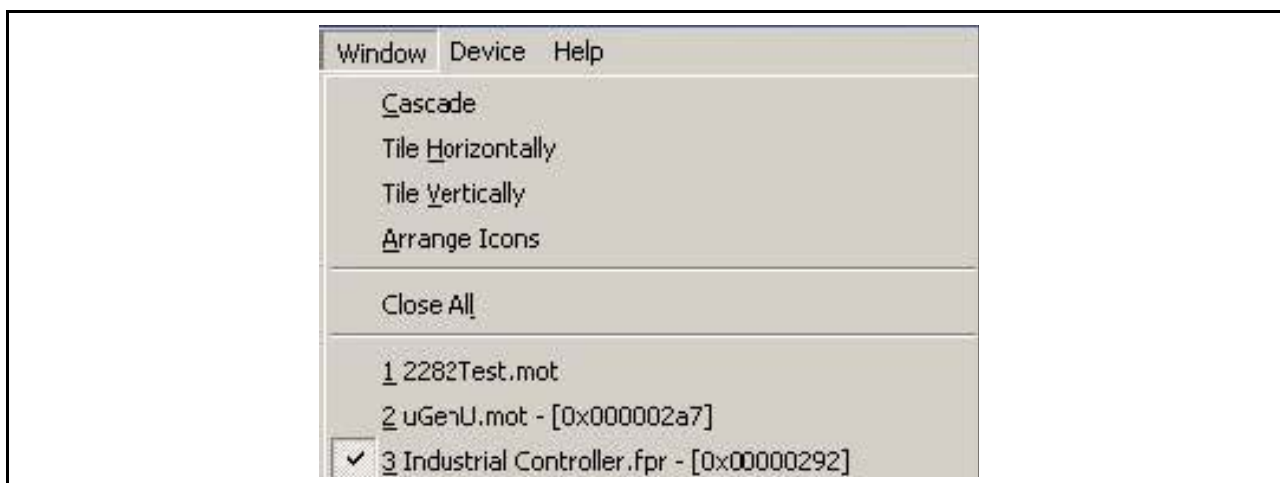 Window Device Help
Cascade
Tile Horizontally
Tile Vertically
Arrange Icons
Close All
1 2282Test.mot
2 uGenU.mot - [0x000002a7]
3 Industrial Controller.fpr - [0x00000292]